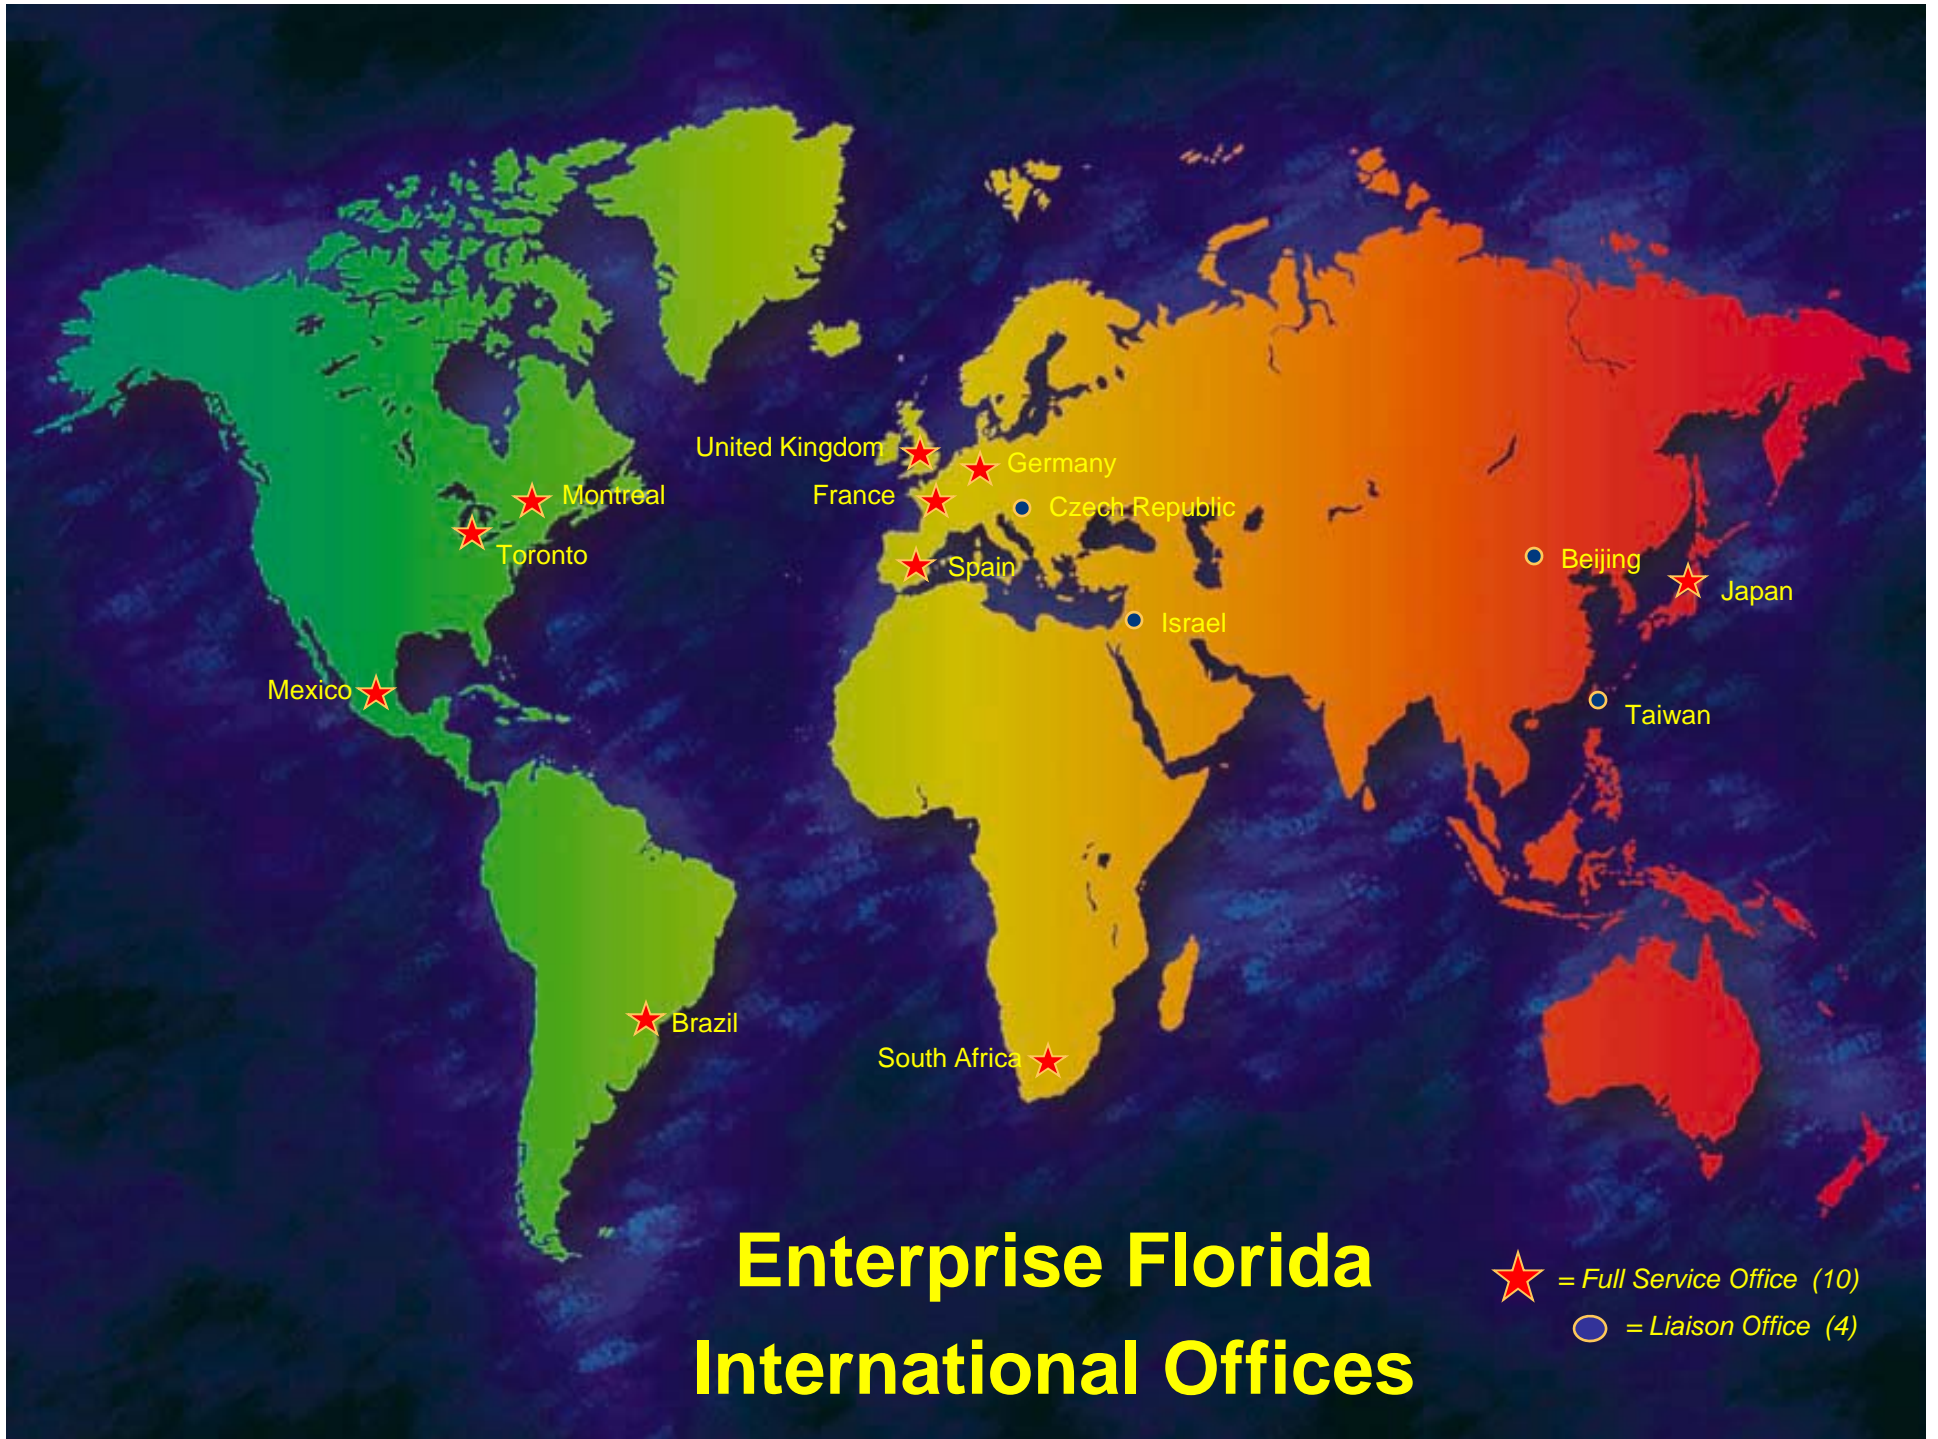 United Kingdom
Germany
France
Montreal
Czech Republic
Toronto
Spain
Beijing
Japan
Israel
Mexico
Taiwan
Brazil
South Africa
Enterprise Florida
International Offices
= Full Service Office (10)
= Liaison Office (4)